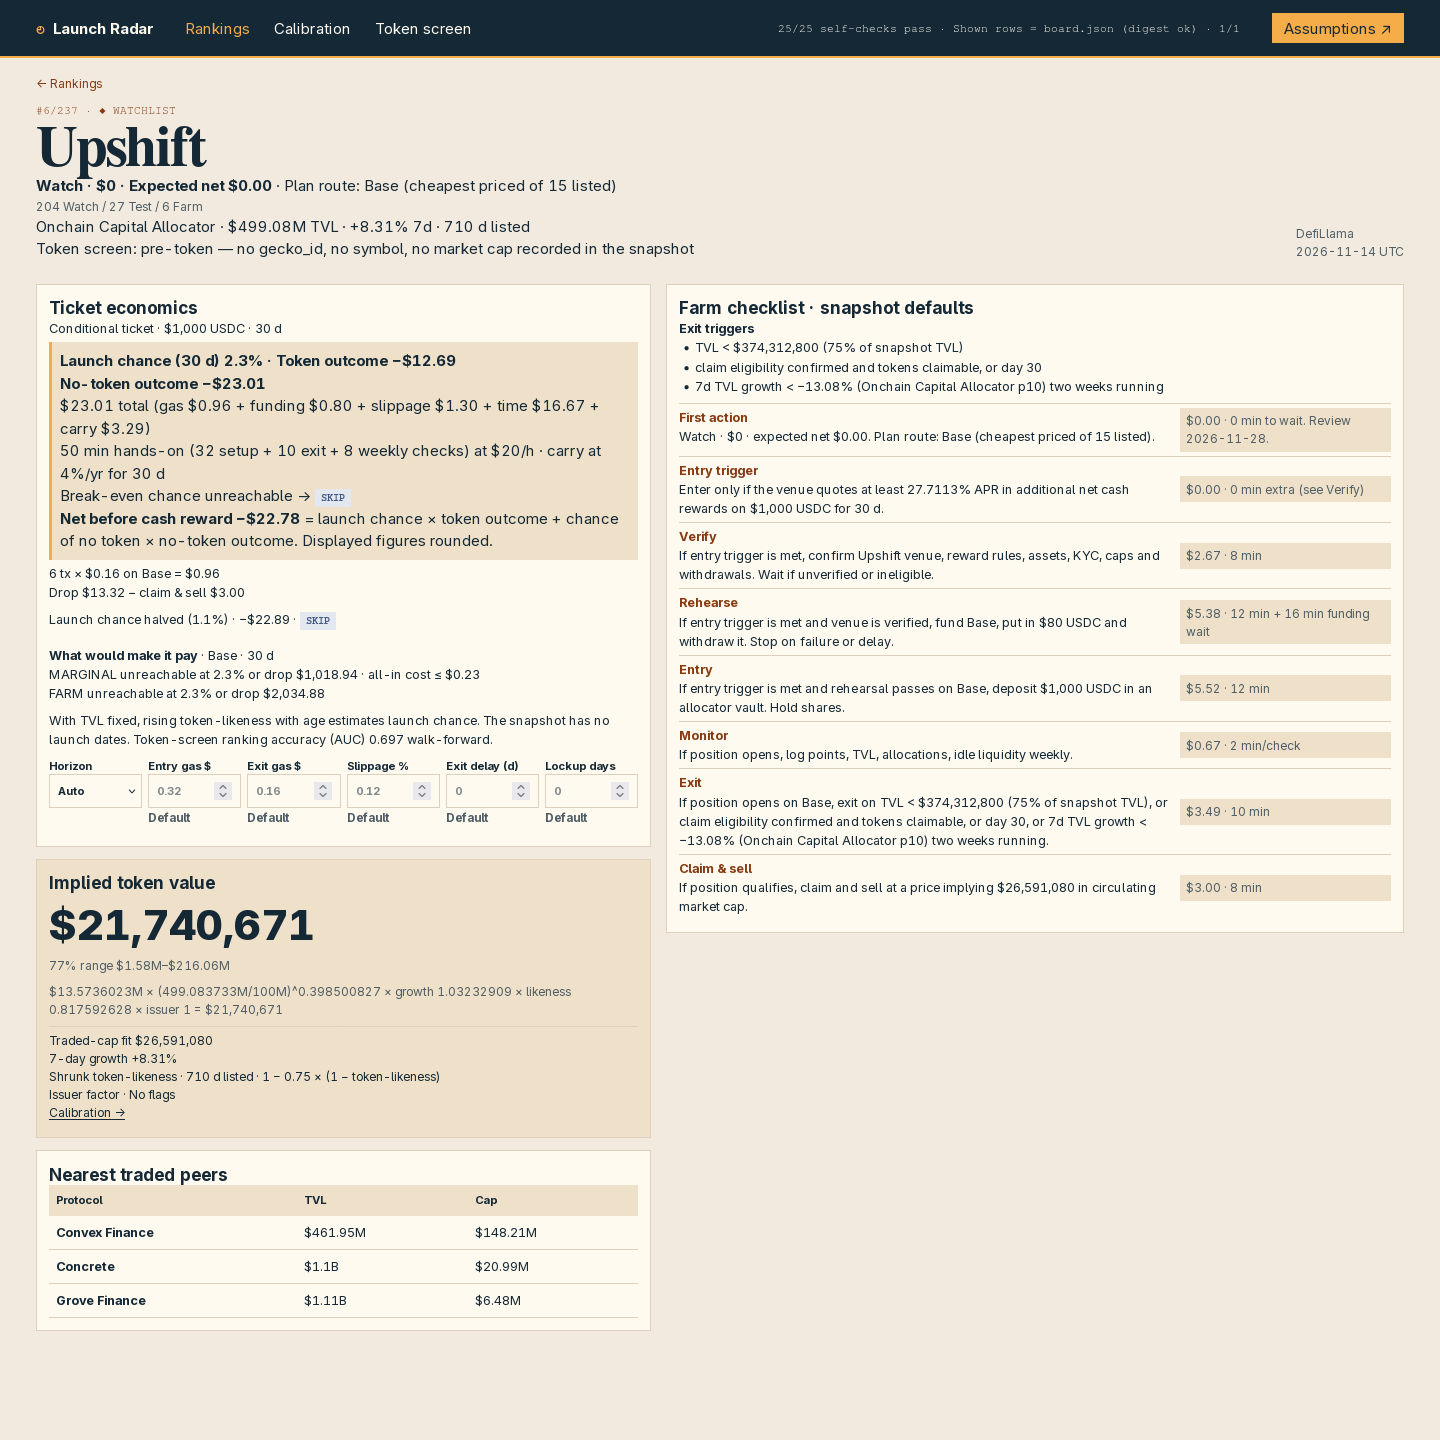 Launch Radar
Rankings
Calibration
Token screen
25/25 self-checks pass · Shown rows = board.json (digest ok) · 1/1
Assumptions ↗
← Rankings
#6/237 · ◆ WATCHLIST
Upshift
Watch · $0 · Expected net $0.00 · Plan route: Base (cheapest priced of 15 listed)
204 Watch / 27 Test / 6 Farm
Onchain Capital Allocator · $499.08M TVL · +8.31% 7d · 710 d listed
Token screen: pre-token — no gecko_id, no symbol, no market cap recorded in the snapshot
DefiLlama
2026-11-14 UTC
Ticket economics
Conditional ticket · $1,000 USDC · 30 d
Launch chance (30 d) 2.3% · Token outcome −$12.69
No-token outcome −$23.01
$23.01 total (gas $0.96 + funding $0.80 + slippage $1.30 + time $16.67 +
carry $3.29)
50 min hands-on (32 setup + 10 exit + 8 weekly checks) at $20/h · carry at
4%/yr for 30 d
Break-even chance unreachable → SKIP
Net before cash reward −$22.78 = launch chance × token outcome + chance
of no token × no-token outcome. Displayed figures rounded.
6 tx × $0.16 on Base = $0.96
Drop $13.32 − claim & sell $3.00
Launch chance halved (1.1%) · −$22.89 · SKIP
What would make it pay · Base · 30 d
MARGINAL unreachable at 2.3% or drop $1,018.94 · all-in cost ≤ $0.23
FARM unreachable at 2.3% or drop $2,034.88
With TVL fixed, rising token-likeness with age estimates launch chance. The snapshot has no
launch dates. Token-screen ranking accuracy (AUC) 0.697 walk-forward.
Horizon
Entry gas $
Exit gas $
Slippage %
Exit delay (d)
Lockup days
Auto
0.32
0.16
0.12
0
0
Default
Default
Default
Default
Default
Implied token value
$21,740,671
77% range $1.58M–$216.06M
$13.5736023M × (499.083733M/100M)^0.398500827 × growth 1.03232909 × likeness
0.817592628 × issuer 1 = $21,740,671
Traded-cap fit $26,591,080
7-day growth +8.31%
Shrunk token-likeness · 710 d listed · 1 − 0.75 × (1 − token-likeness)
Issuer factor · No flags
Calibration →
Nearest traded peers
Protocol TVL Cap
Convex Finance $461.95M $148.21M
Concrete $1.1B $20.99M
Grove Finance $1.11B $6.48M
Farm checklist · snapshot defaults
Exit triggers
• TVL < $374,312,800 (75% of snapshot TVL)
• claim eligibility confirmed and tokens claimable, or day 30
• 7d TVL growth < −13.08% (Onchain Capital Allocator p10) two weeks running
First action
Watch · $0 · expected net $0.00. Plan route: Base (cheapest priced of 15 listed).
$0.00 · 0 min to wait. Review
2026-11-28.
Entry trigger
Enter only if the venue quotes at least 27.7113% APR in additional net cash
rewards on $1,000 USDC for 30 d.
$0.00 · 0 min extra (see Verify)
Verify
If entry trigger is met, confirm Upshift venue, reward rules, assets, KYC, caps and
withdrawals. Wait if unverified or ineligible.
$2.67 · 8 min
Rehearse
If entry trigger is met and venue is verified, fund Base, put in $80 USDC and
withdraw it. Stop on failure or delay.
$5.38 · 12 min + 16 min funding
wait
Entry
If entry trigger is met and rehearsal passes on Base, deposit $1,000 USDC in an
allocator vault. Hold shares.
$5.52 · 12 min
Monitor
If position opens, log points, TVL, allocations, idle liquidity weekly.
$0.67 · 2 min/check
Exit
If position opens on Base, exit on TVL < $374,312,800 (75% of snapshot TVL), or
claim eligibility confirmed and tokens claimable, or day 30, or 7d TVL growth <
−13.08% (Onchain Capital Allocator p10) two weeks running.
$3.49 · 10 min
Claim & sell
If position qualifies, claim and sell at a price implying $26,591,080 in circulating
market cap.
$3.00 · 8 min